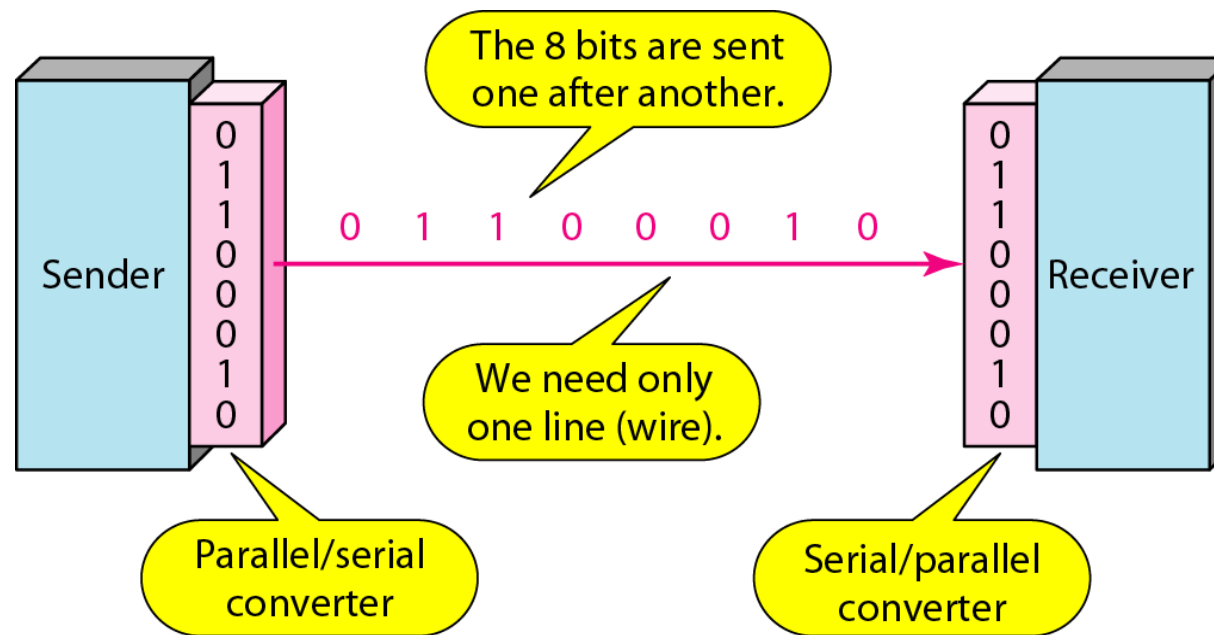 The 8 bits are sent
one after another.
0
1
1
0
0
0
1
0
Sender
0 1 1 0 0 0 1 0
0
1
1
0
0
0
1
0
Receiver
We need only
one line (wire).
Parallel/serial
converter
Serial/parallel
converter